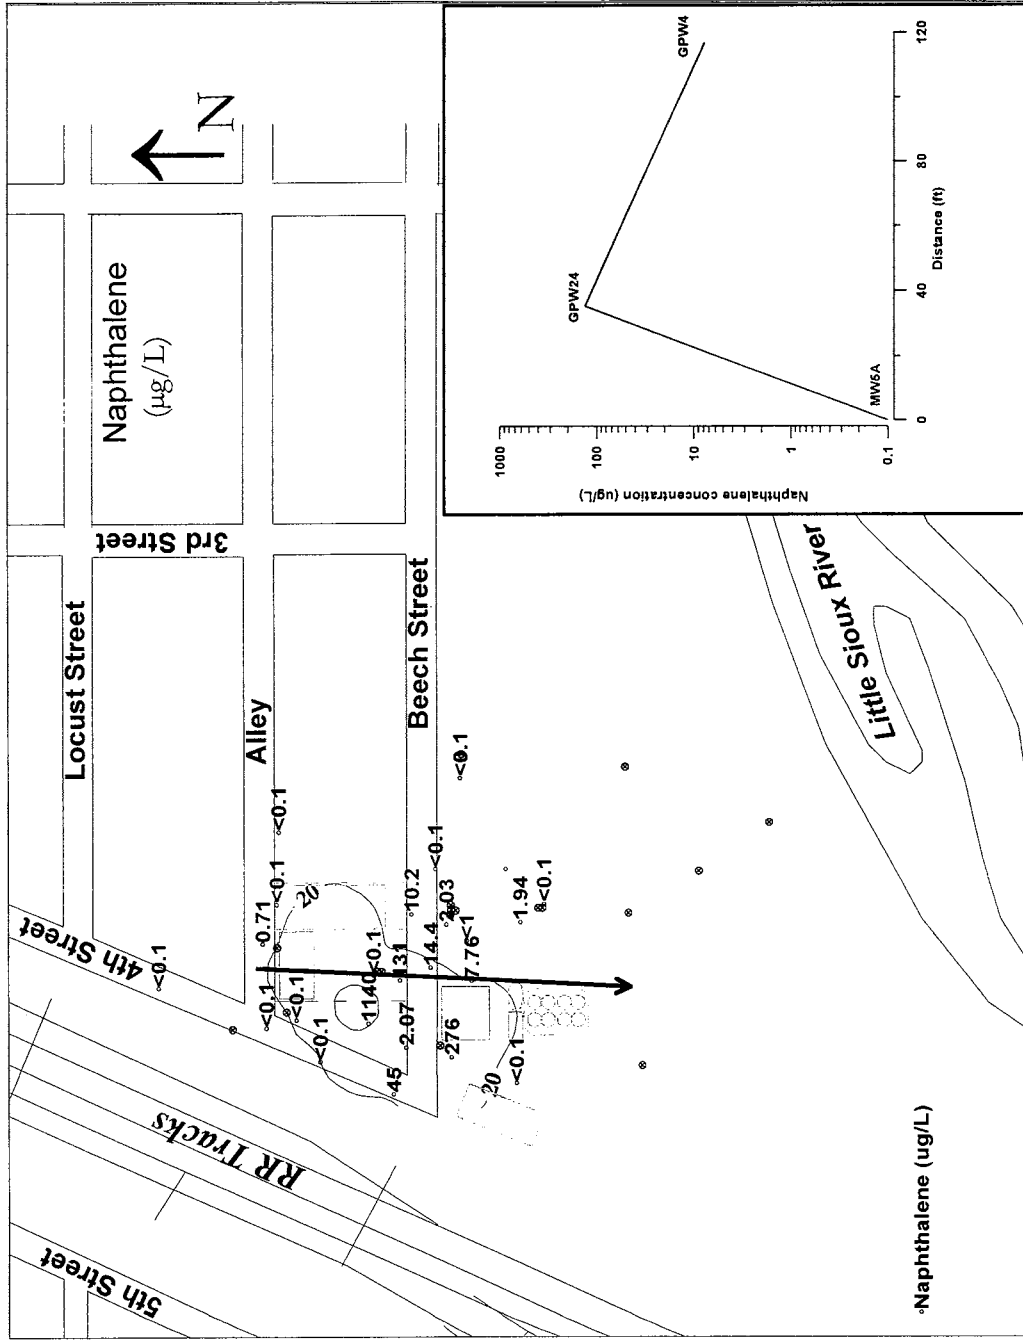 Naphthalene
(µg/L)
N
Locust Street
3rd Street
4th Street
Alley
Beech Street
5th Street
RR Tracks
Little Sioux River
<0.1
0.71
<0.1
<0.1
<0.1
<0.1
20
<0.1
<0.1
1140
131
45
2.07
10.2
14.4
<0.1
2.03
276
7.76
<1
1.94
<0.1
<0.1
20
Naphthalene (ug/L)
Naphthalene concentration (ug/L)
1000
100
10
1
0.1
GPW24
GPW4
0
40
80
120
Distance (ft)